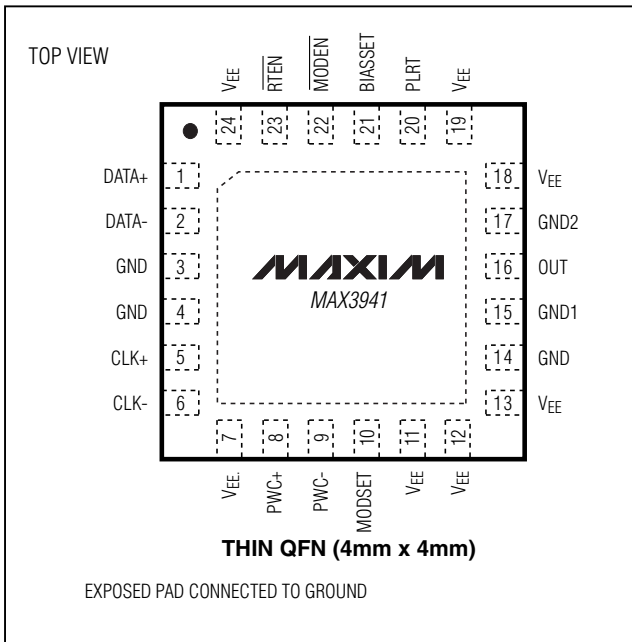 TOP VIEW
VEE
RTEN
MODEN
BIASSET
PLRT
VEE
24
23
22
21
20
19
DATA+ 1
DATA- 2
GND 3
GND 4
CLK+ 5
CLK- 6
18 VEE
17 GND2
16 OUT
15 GND1
14 GND
13 VEE
MAXIM
MAX3941
7
8
9
10
11
12
VEE.
PWC+
PWC-
MODSET
VEE
VEE
THIN QFN (4mm x 4mm)
EXPOSED PAD CONNECTED TO GROUND